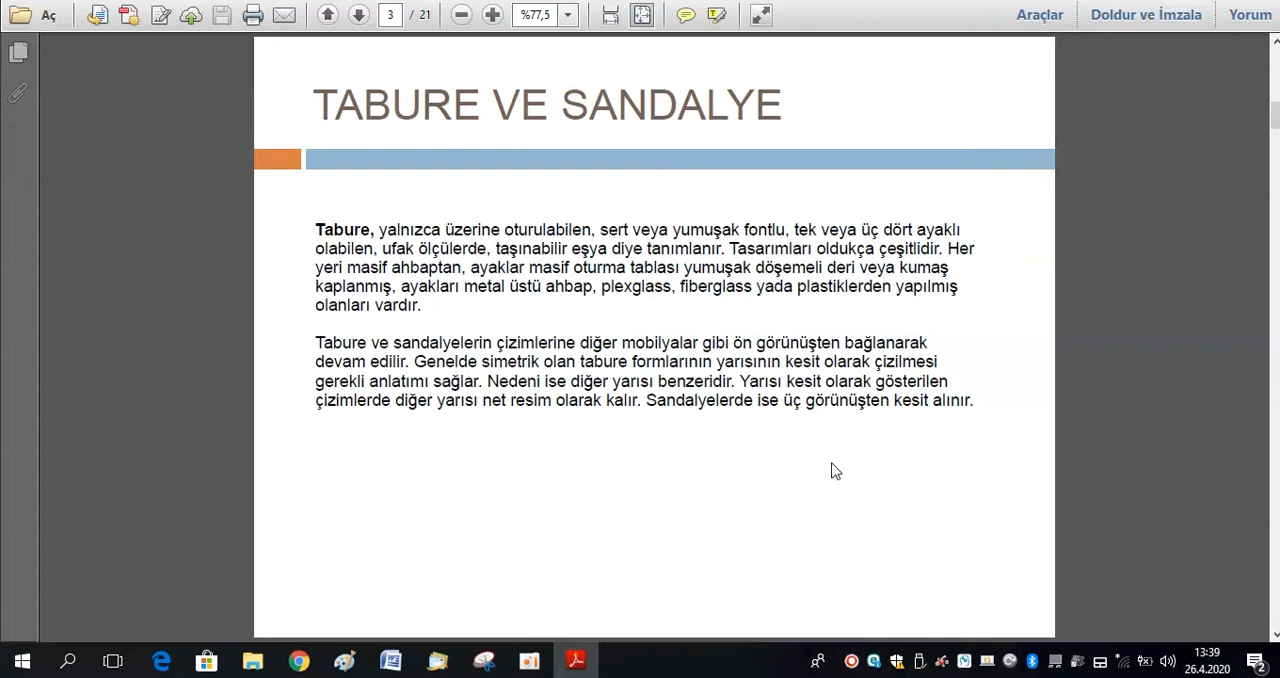 Aç
3 / 21
%77,5
Araçlar
Doldur ve İmzala
Yorum
TABURE VE SANDALYE
Tabure, yalnızca üzerine oturulabilen, sert veya yumuşak fontlu, tek veya üç dört ayaklı
olabilen, ufak ölçülerde, taşınabilir eşya diye tanımlanır. Tasarımları oldukça çeşitlidir. Her
yeri masif ahbaptan, ayaklar masif oturma tablası yumuşak döşemeli deri veya kumaş
kaplanmış, ayakları metal üstü ahbap, plexglass, fiberglass yada plastiklerden yapılmış
olanları vardır.
Tabure ve sandalyelerin çizimlerine diğer mobilyalar gibi ön görünüşten bağlanarak
devam edilir. Genelde simetrik olan tabure formlarının yarısının kesit olarak çizilmesi
gerekli anlatımı sağlar. Nedeni ise diğer yarısı benzeridir. Yarısı kesit olarak gösterilen
çizimlerde diğer yarısı net resim olarak kalır. Sandalyelerde ise üç görünüşten kesit alınır.
13:39
26.4.2020
2